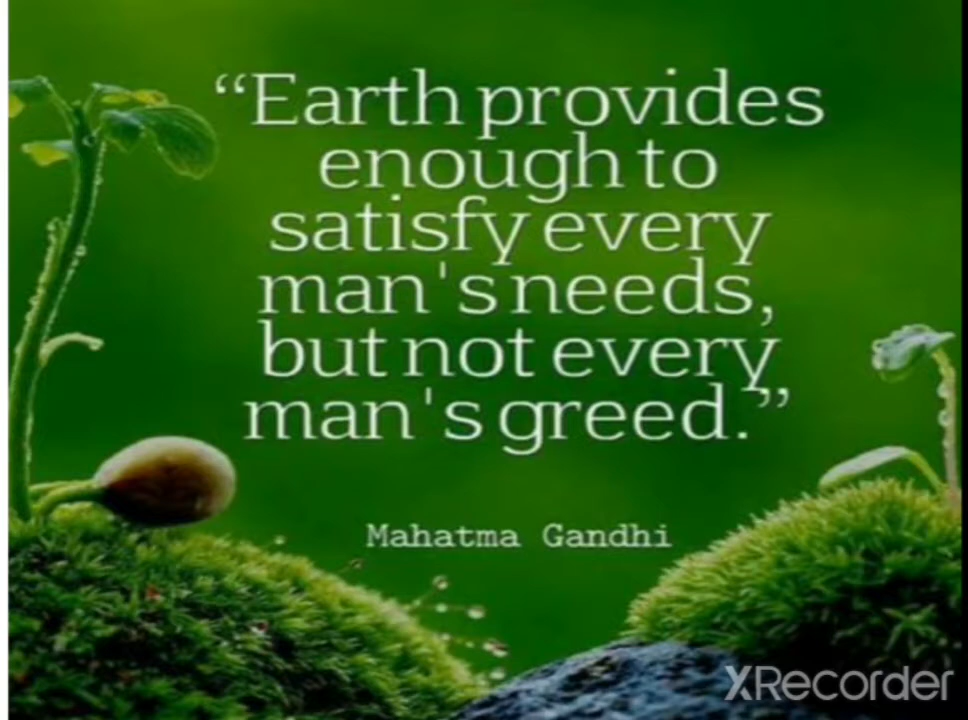 “Earth provides
enough to
satisfy every
man's needs,
but not every
man's greed.”
Mahatma Gandhi
XRecorder